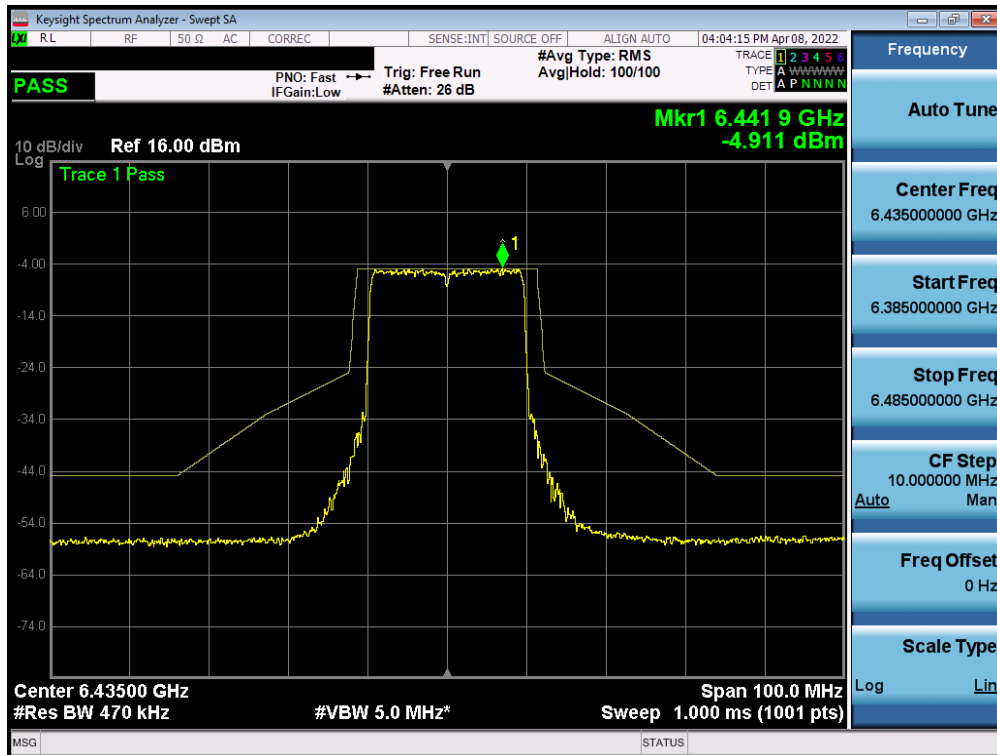 Keysight Spectrum Analyzer - Swept SA
LXI RL RF 50 Ω AC CORREC SENSE:INT SOURCE OFF ALIGN AUTO 04:04:15 PM Apr 08, 2022
PASS
PNO: Fast
IFGain:Low
Trig: Free Run
#Atten: 26 dB
#Avg Type: RMS
Avg|Hold: 100/100
TRACE 1 2 3 4 5 6
TYPE A WWWWW
DET A P N N N N
Mkr1 6.441 9 GHz
-4.911 dBm
10 dB/div Ref 16.00 dBm
Log
Trace 1 Pass
1
6.00
-4.00
-14.0
-24.0
-34.0
-44.0
-54.0
-64.0
-74.0
Center 6.43500 GHz Span 100.0 MHz
#Res BW 470 kHz #VBW 5.0 MHz* Sweep 1.000 ms (1001 pts)
MSG STATUS
Frequency
Auto Tune
Center Freq
6.435000000 GHz
Start Freq
6.385000000 GHz
Stop Freq
6.485000000 GHz
CF Step
10.000000 MHz
Auto Man
Freq Offset
0 Hz
Scale Type
Log Lin